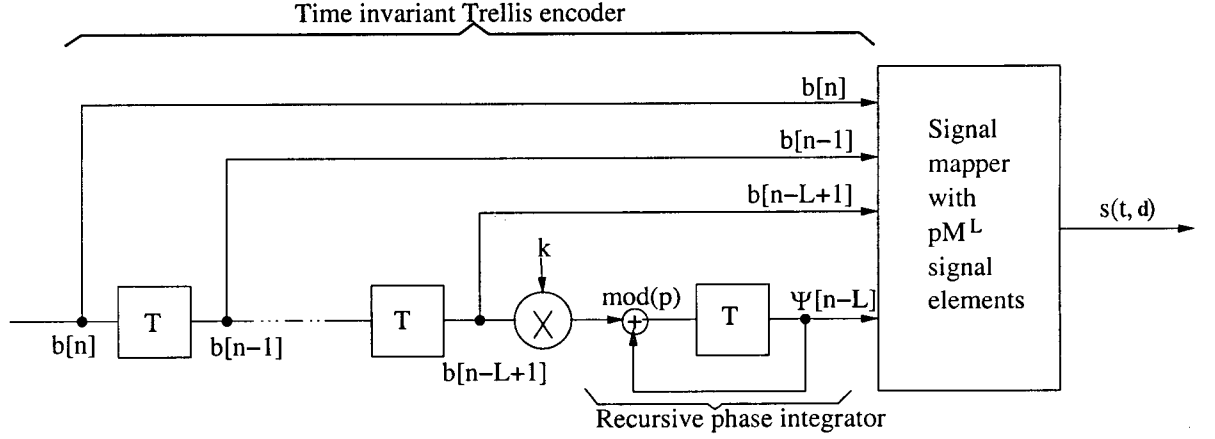 Time invariant Trellis encoder
b[n]
b[n−1]
b[n−L+1]
Signal
mapper
with
pM^L
signal
elements
s(t, d)
k
mod(p)
Ψ[n−L]
T
T
T
b[n]
b[n−1]
b[n−L+1]
X
+
Recursive phase integrator